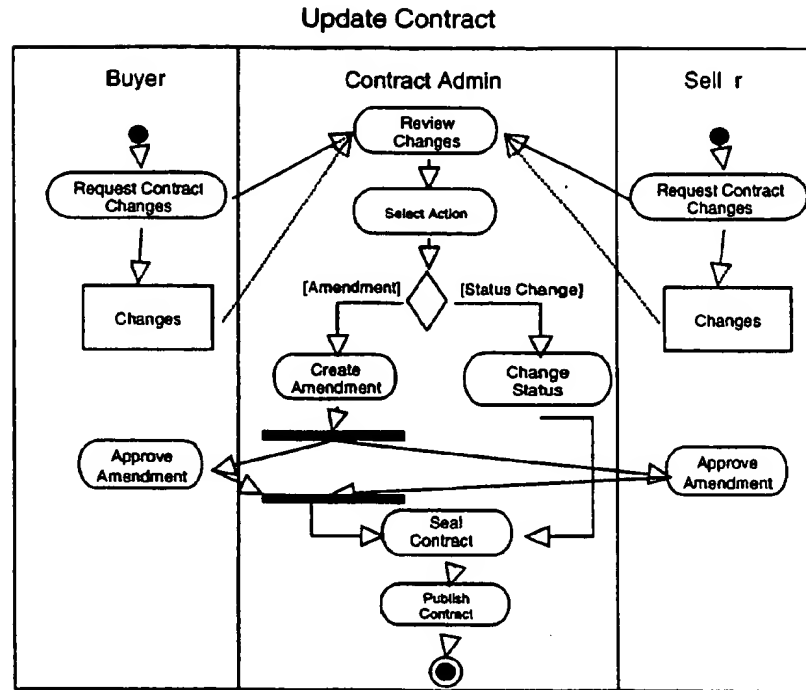 Update Contract
Buyer
Contract Admin
Sell r
Review
Changes
Request Contract
Changes
Request Contract
Changes
Select Action
[Amendment]
[Status Change]
Changes
Changes
Create
Amendment
Change
Status
Approve
Amendment
Approve
Amendment
Seal
Contract
Publish
Contract